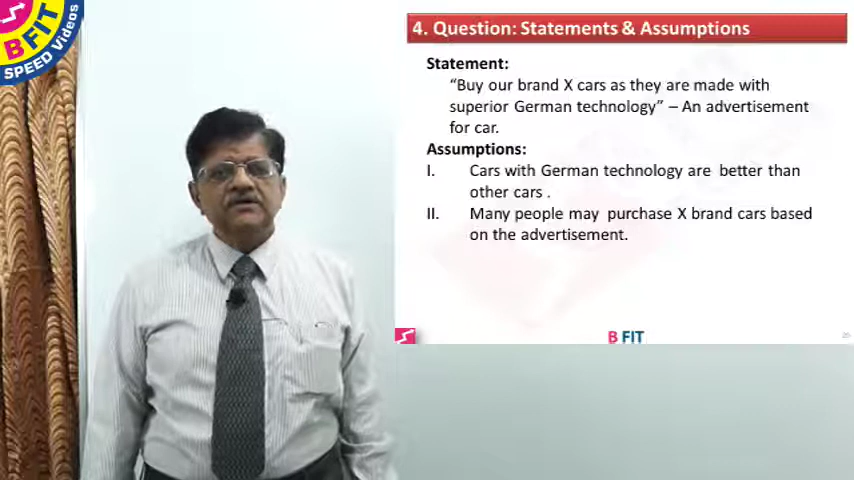 BFIT
SPEED Videos
4. Question: Statements & Assumptions
Statement:
“Buy our brand X cars as they are made with
superior German technology” – An advertisement
for car.
Assumptions:
I. Cars with German technology are better than
other cars .
II. Many people may purchase X brand cars based
on the advertisement.
B FIT